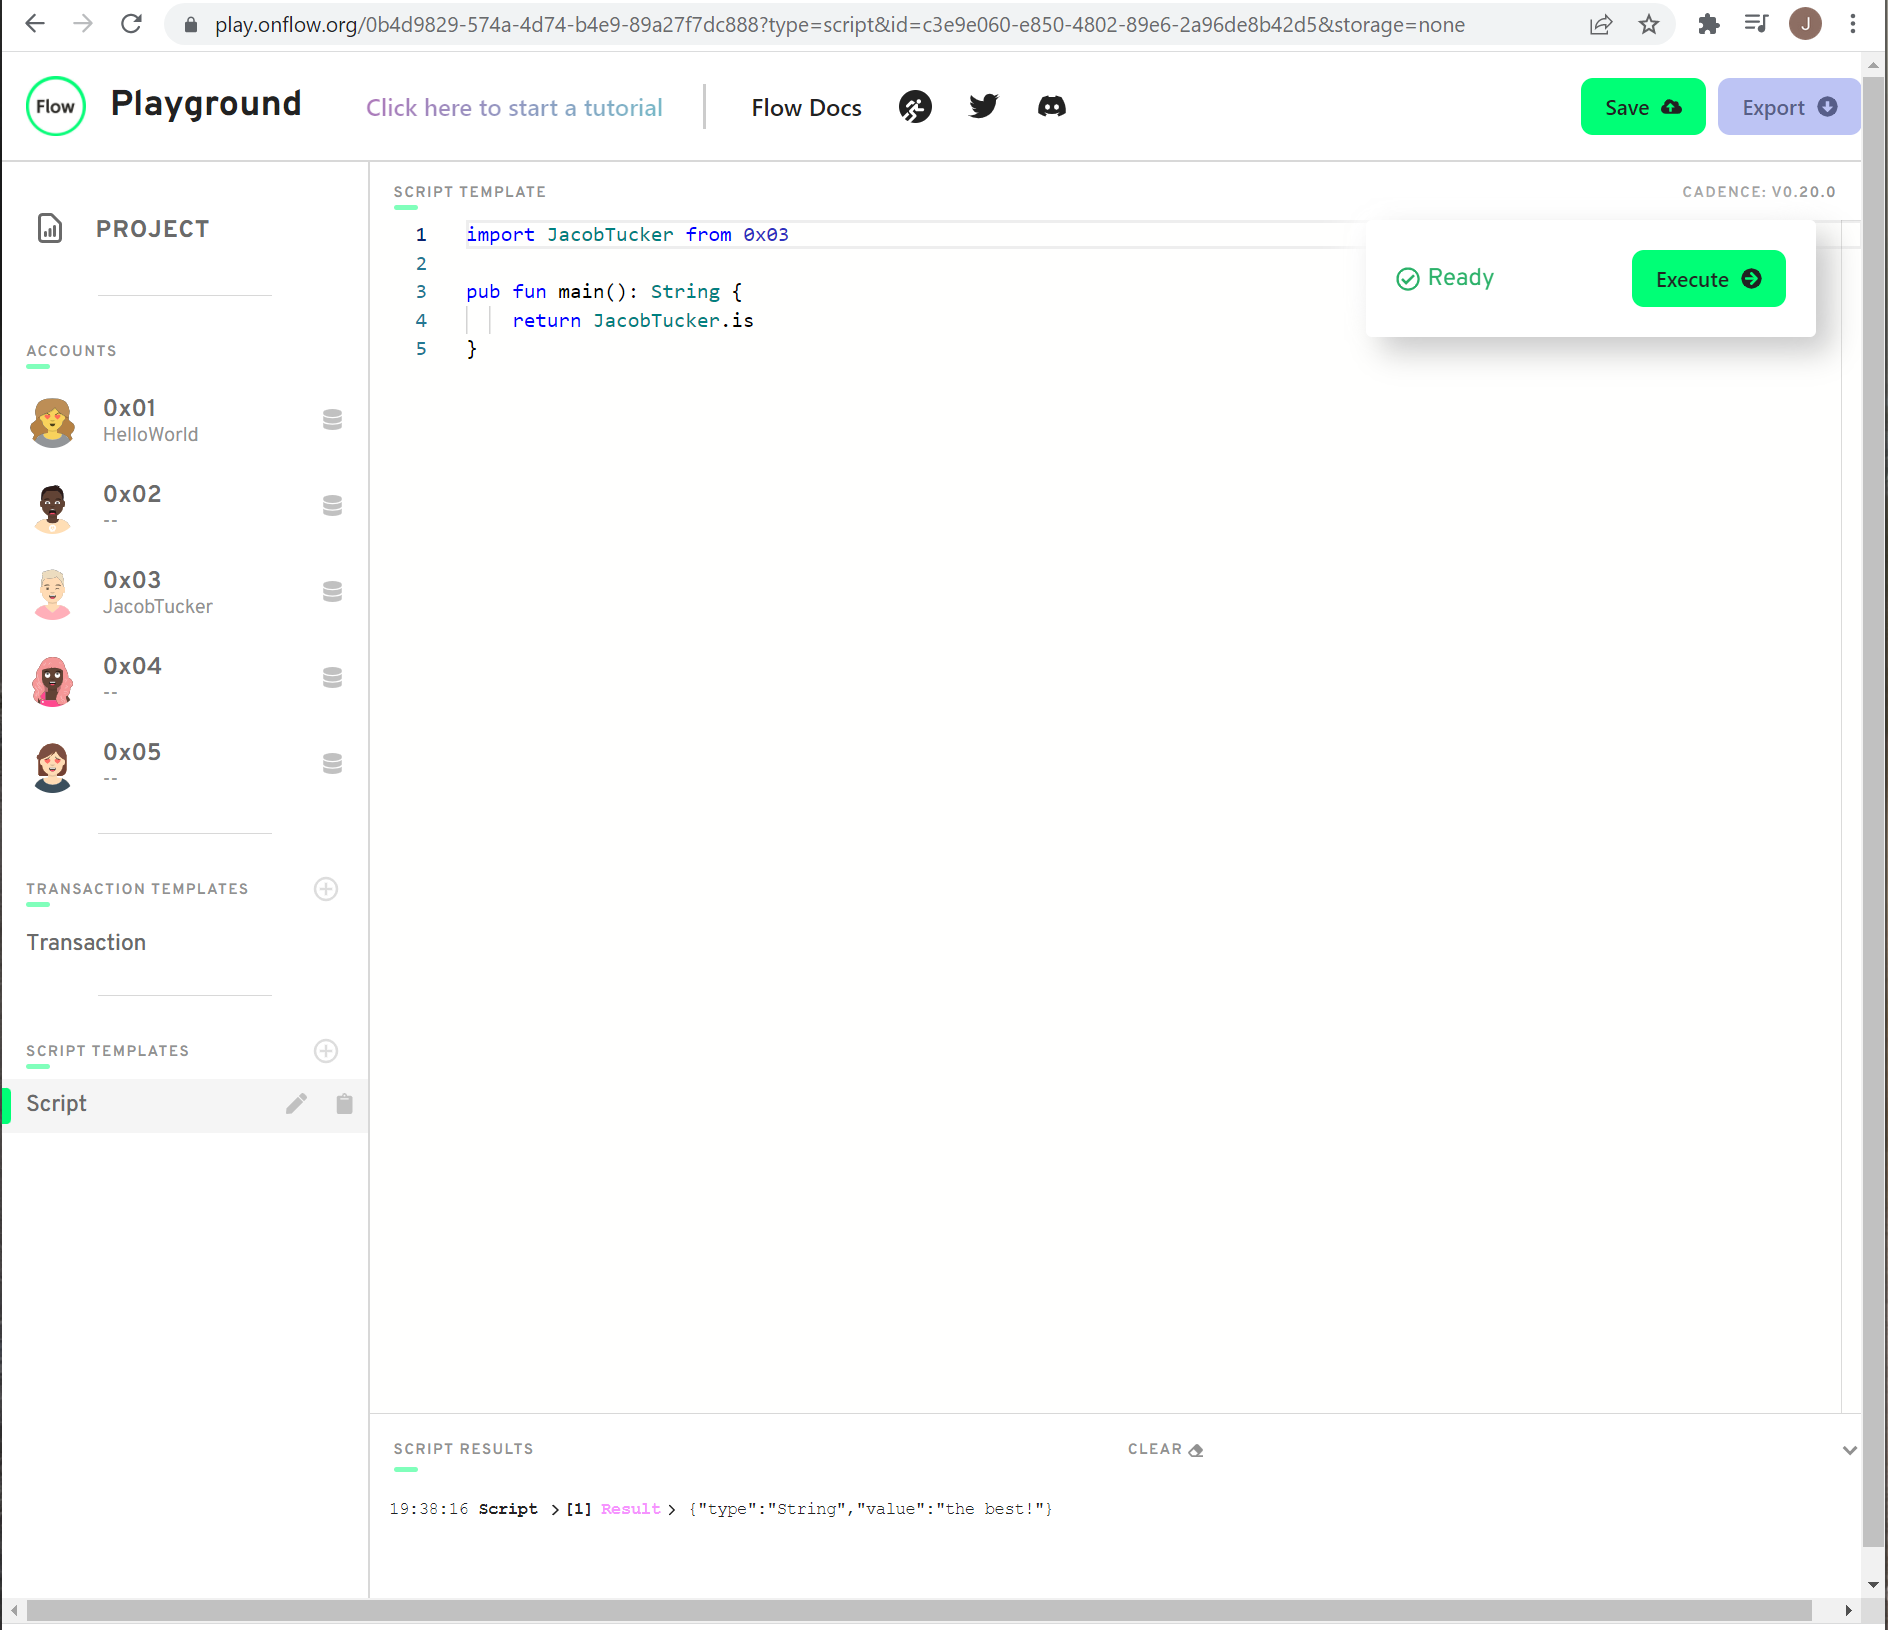 play.onflow.org/0b4d9829-574a-4d74-b4e9-89a27f7dc888?type=script&id=c3e9e060-e850-4802-89e6-2a96de8b42d5&storage=none
J
Flow
Playground
Click here to start a tutorial
Flow Docs
Save
Export
PROJECT
ACCOUNTS
0x01
HelloWorld
0x02
--
0x03
JacobTucker
0x04
--
0x05
--
TRANSACTION TEMPLATES
Transaction
SCRIPT TEMPLATES
Script
SCRIPT TEMPLATE
CADENCE: V0.20.0
1 import JacobTucker from 0x03
2
3 pub fun main(): String {
4 return JacobTucker.is
5 }
Ready
Execute
SCRIPT RESULTS
CLEAR
19:38:16 Script > [1] Result > {"type":"String","value":"the best!"}